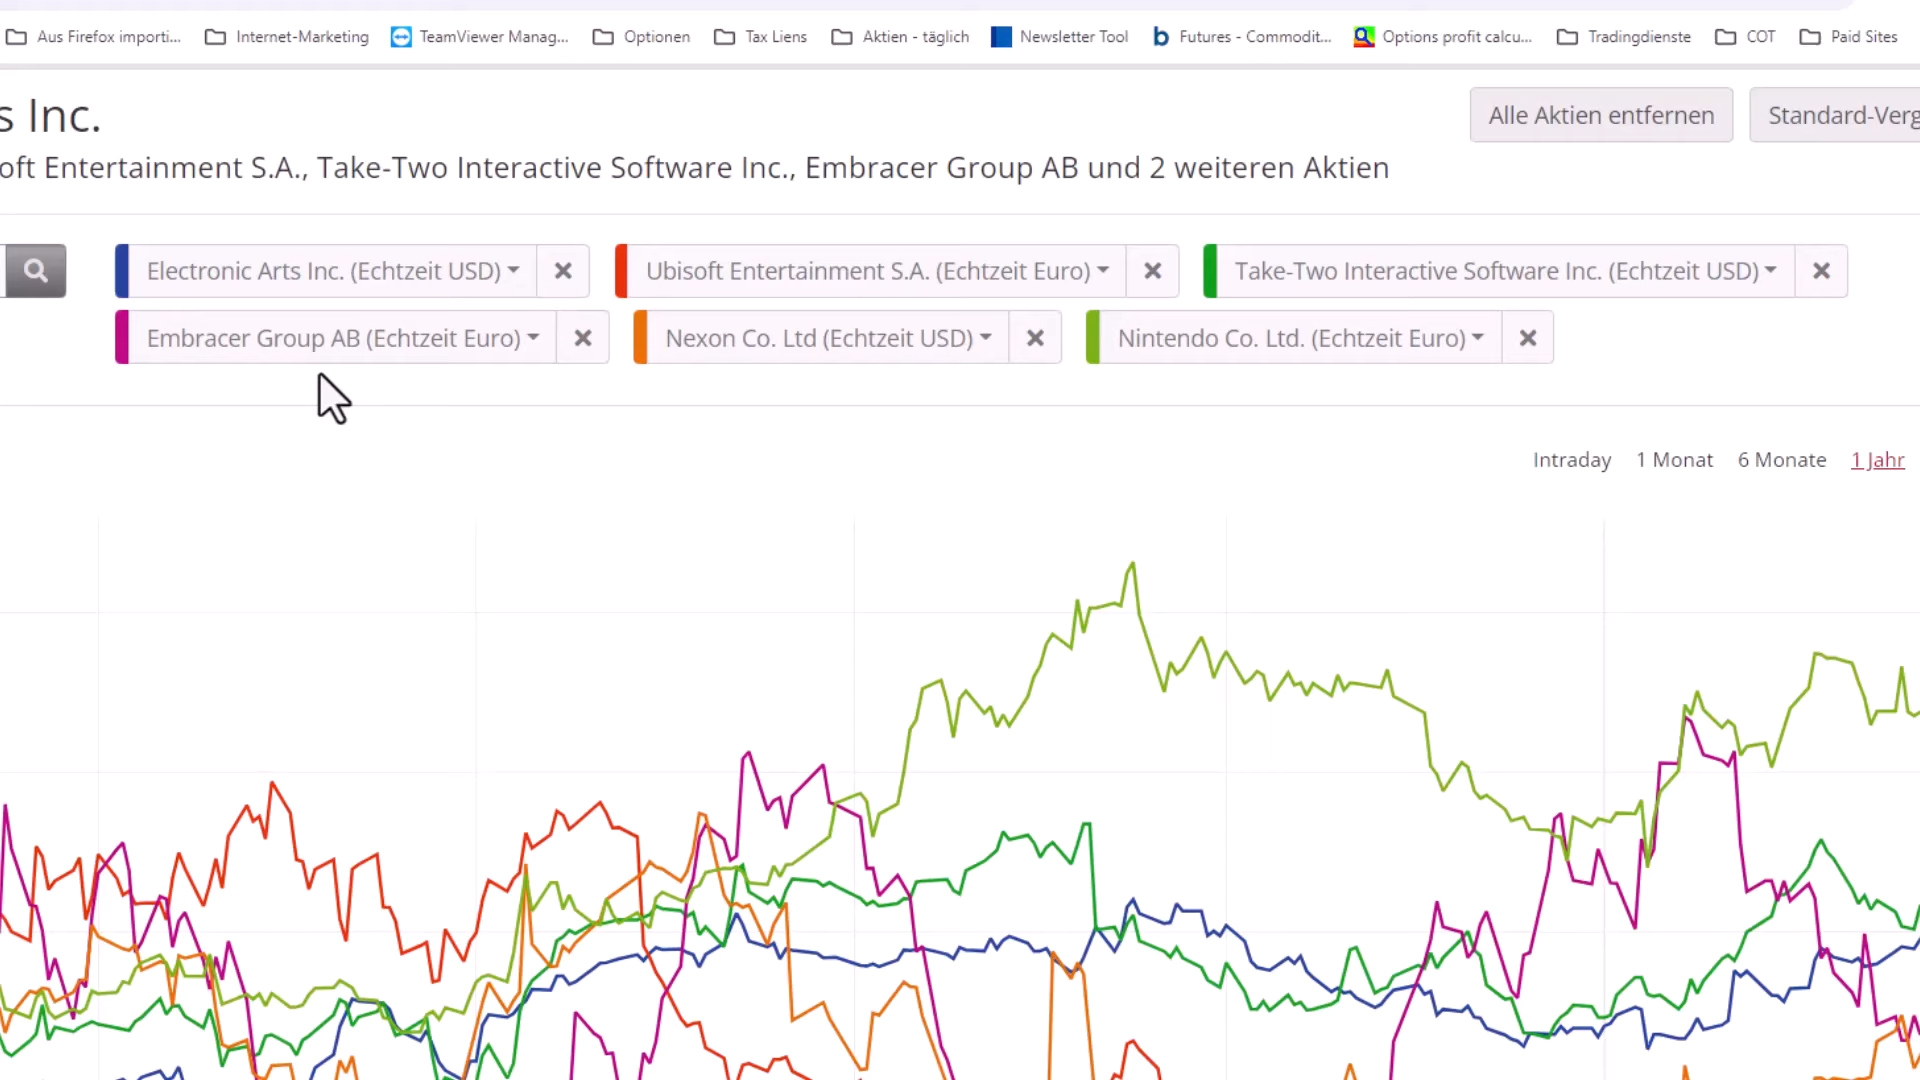 Aus Firefox importi... Internet-Marketing TeamViewer Manag... Optionen Tax Liens Aktien - täglich Newsletter Tool Futures - Commodit... Options profit calcu... Tradingdienste COT Paid Sites
s Inc.
Alle Aktien entfernen Standard-Verg
oft Entertainment S.A., Take-Two Interactive Software Inc., Embracer Group AB und 2 weiteren Aktien
Electronic Arts Inc. (Echtzeit USD) Ubisoft Entertainment S.A. (Echtzeit Euro) Take-Two Interactive Software Inc. (Echtzeit USD)
Embracer Group AB (Echtzeit Euro) Nexon Co. Ltd (Echtzeit USD) Nintendo Co. Ltd. (Echtzeit Euro)
Intraday 1 Monat 6 Monate 1 Jahr